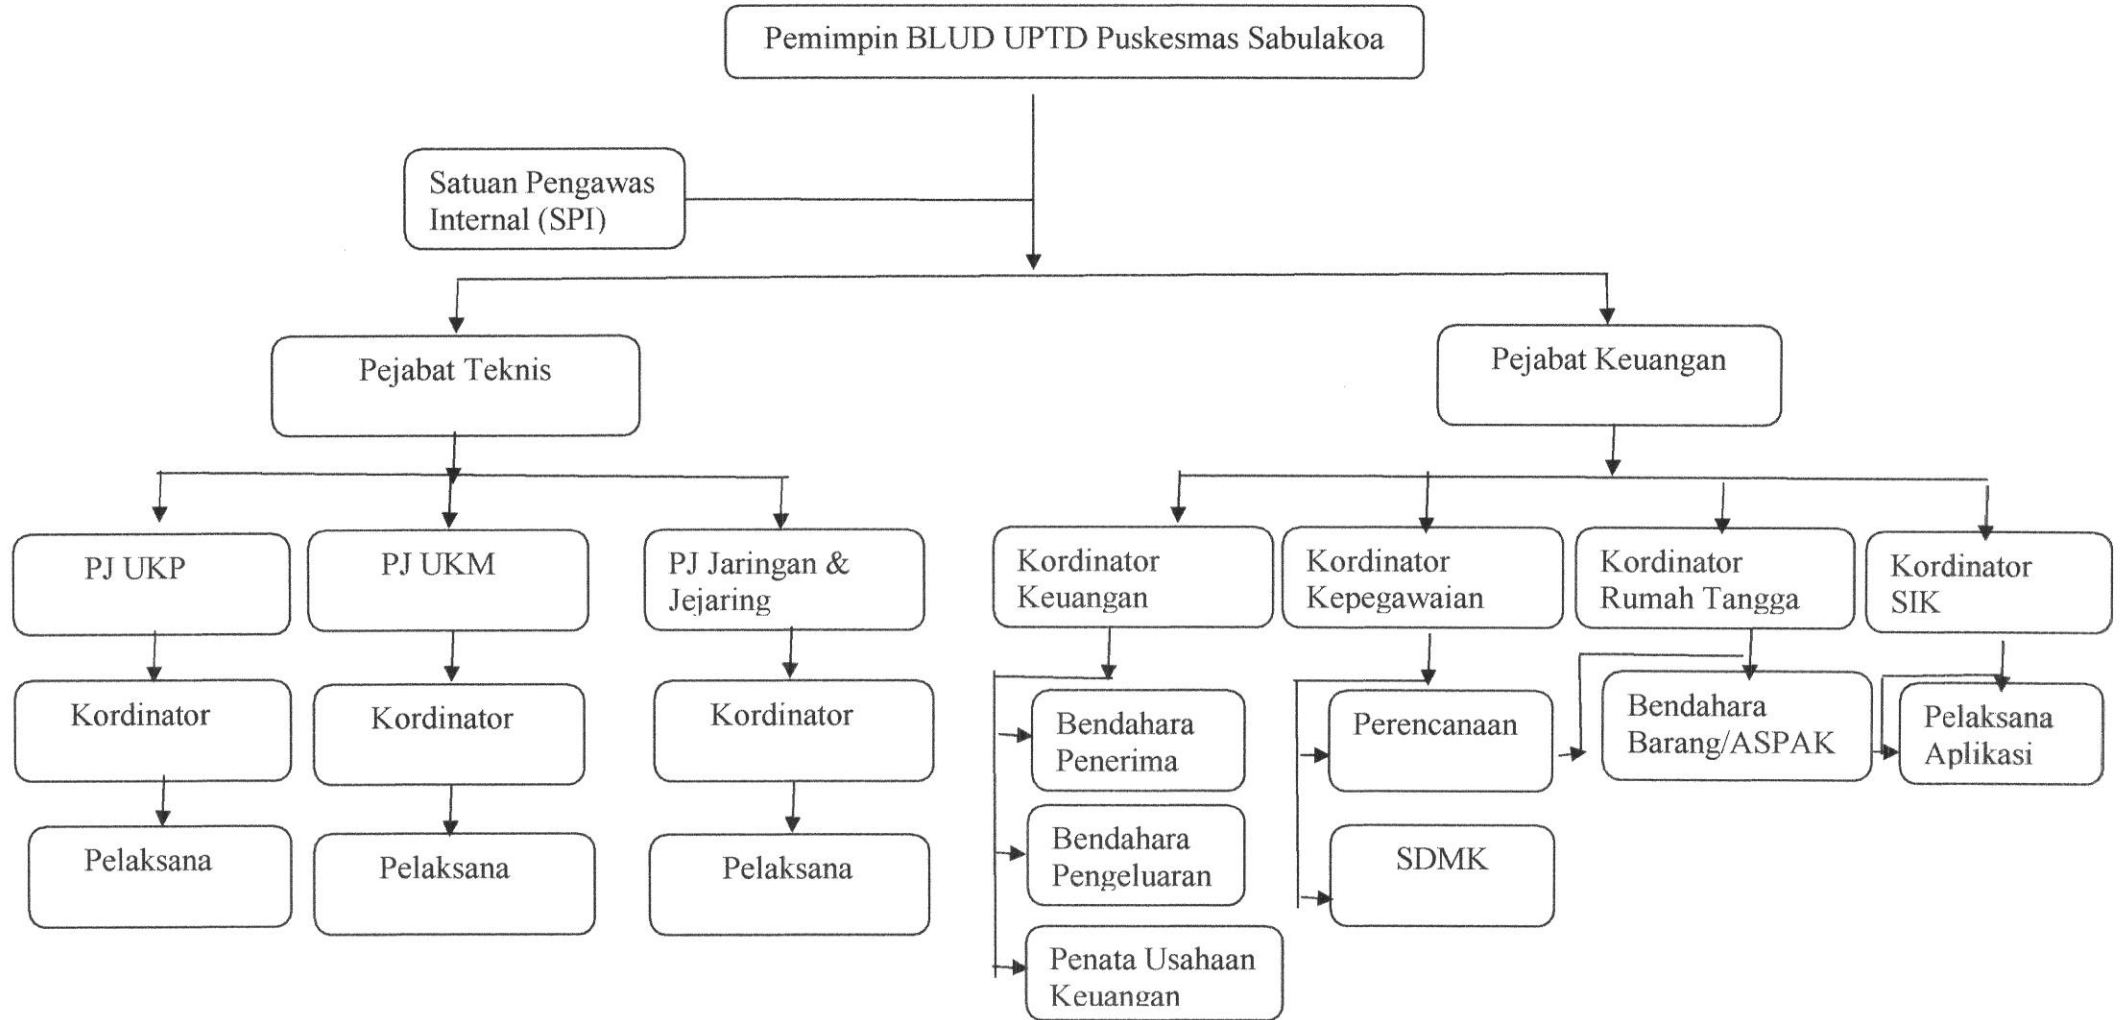 Pemimpin BLUD UPTD Puskesmas Sabulakoa
Satuan Pengawas
Internal (SPI)
Pejabat Teknis
Pejabat Keuangan
PJ UKP
PJ UKM
PJ Jaringan &
Jejaring
Kordinator
Keuangan
Kordinator
Kepegawaian
Kordinator
Rumah Tangga
Kordinator
SIK
Kordinator
Kordinator
Kordinator
Bendahara
Penerima
Perencanaan
Bendahara
Barang/ASPAK
Pelaksana
Aplikasi
Pelaksana
Pelaksana
Pelaksana
Bendahara
Pengeluaran
SDMK
Penata Usahaan
Keuangan